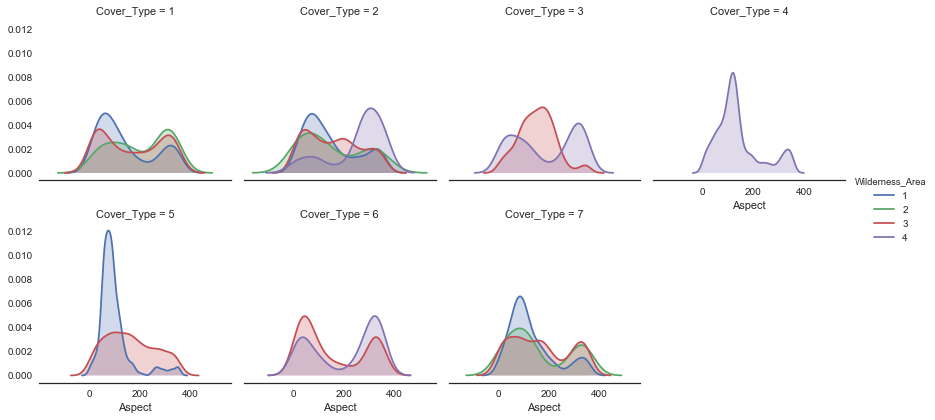 Cover_Type = 1
Cover_Type = 2
Cover_Type = 3
Cover_Type = 4
0.012
0.010
0.008
0.006
0.004
0.002
0.000
0 200 400
Aspect
Wilderness_Area
1
2
3
4
Cover_Type = 5
Cover_Type = 6
Cover_Type = 7
0.012
0.010
0.008
0.006
0.004
0.002
0.000
0 200 400
Aspect
0 200 400
Aspect
0 200 400
Aspect